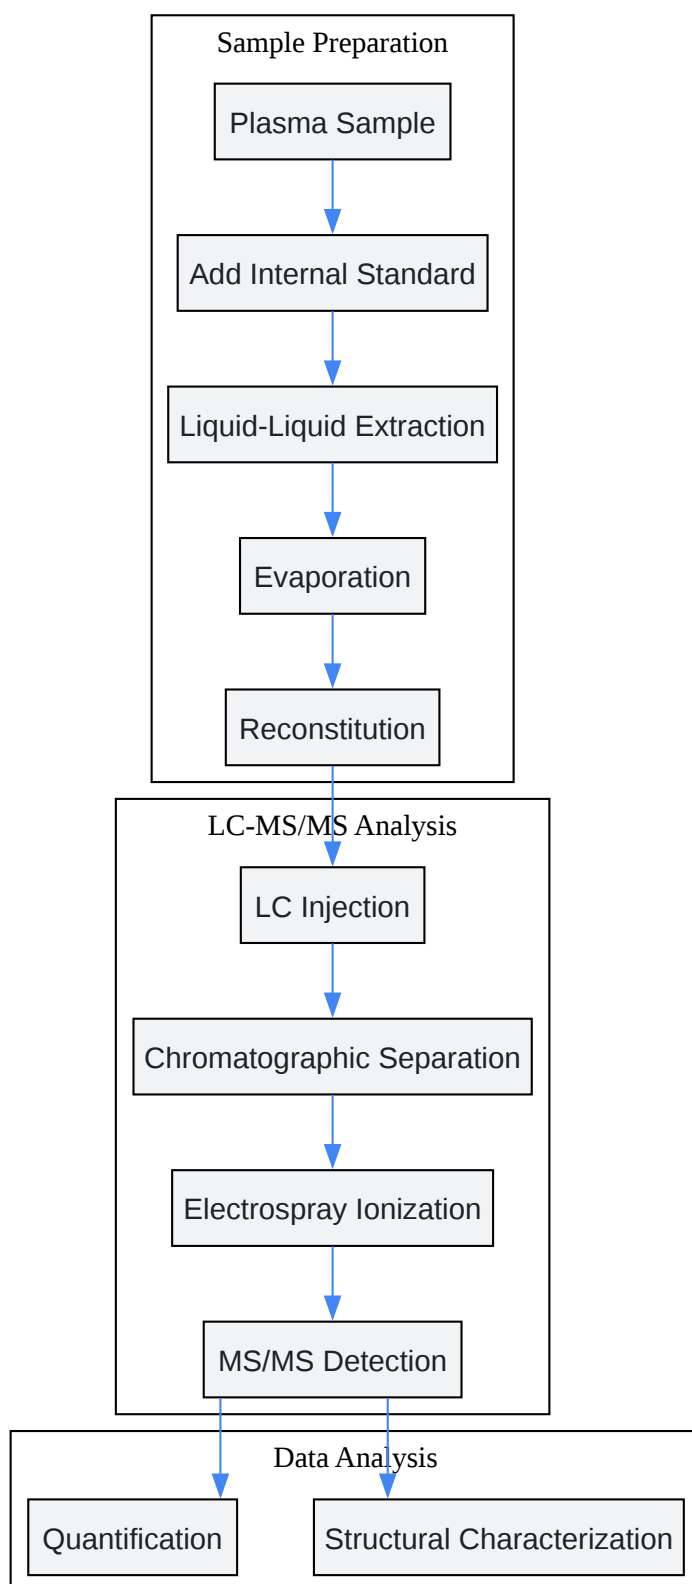 Sample Preparation
Plasma Sample
Add Internal Standard
Liquid-Liquid Extraction
Evaporation
Reconstitution
LC-MS/MS Analysis
LC Injection
Chromatographic Separation
Electrospray Ionization
MS/MS Detection
Data Analysis
Quantification
Structural Characterization